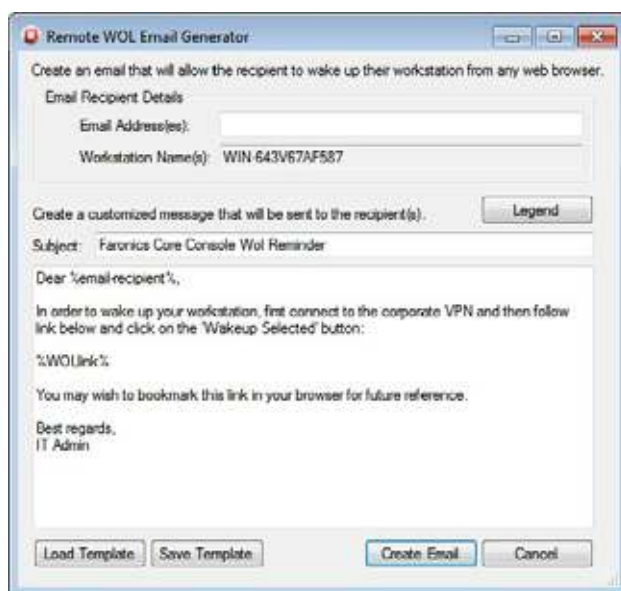 Remote WOL Email Generator
Create an email that will allow the recipient to wake up their workstation from any web browser.
Email Recipient Details
Email Address(es):
Workstation Name(s): WIN-643V67AF587
Create a customized message that will be sent to the recipient(s).
Legend
Subject: Faronics Core Console Wol Reminder
Dear %email-recipient%,
In order to wake up your workstation, first connect to the corporate VPN and then follow
link below and click on the 'Wakeup Selected' button:
%WOLlink%
You may wish to bookmark this link in your browser for future reference.
Best regards,
IT Admin
Load Template Save Template Create Email Cancel